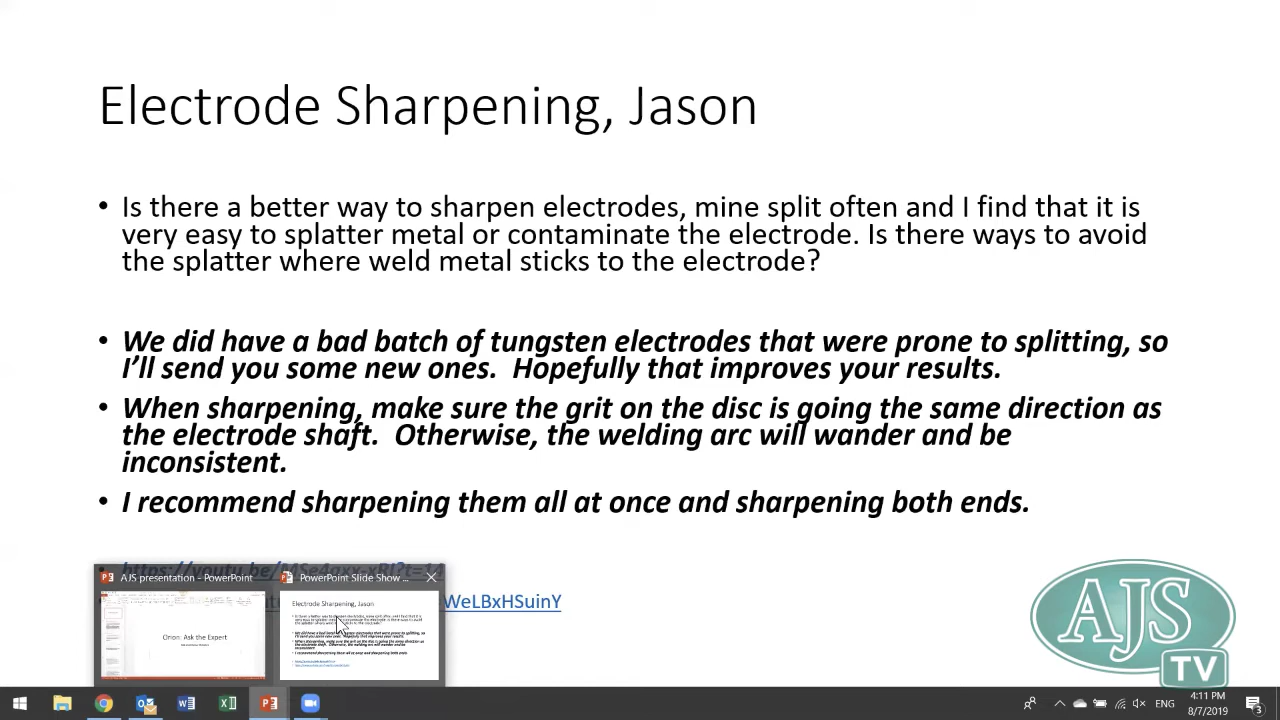 Electrode Sharpening, Jason
• Is there a better way to sharpen electrodes, mine split often and I find that it is
very easy to splatter metal or contaminate the electrode. Is there ways to avoid
the splatter where weld metal sticks to the electrode?
• We did have a bad batch of tungsten electrodes that were prone to splitting, so
I’ll send you some new ones.  Hopefully that improves your results.
• When sharpening, make sure the grit on the disc is going the same direction as
the electrode shaft.  Otherwise, the welding arc will wander and be
inconsistent.
• I recommend sharpening them all at once and sharpening both ends.
AJS presentation - PowerPoint
PowerPoint Slide Show ...
WeLBxHSuinY
Orion: Ask the Expert
Electrode Sharpening, Jason
AJS
TV
ENG
4:11 PM
8/7/2019
3